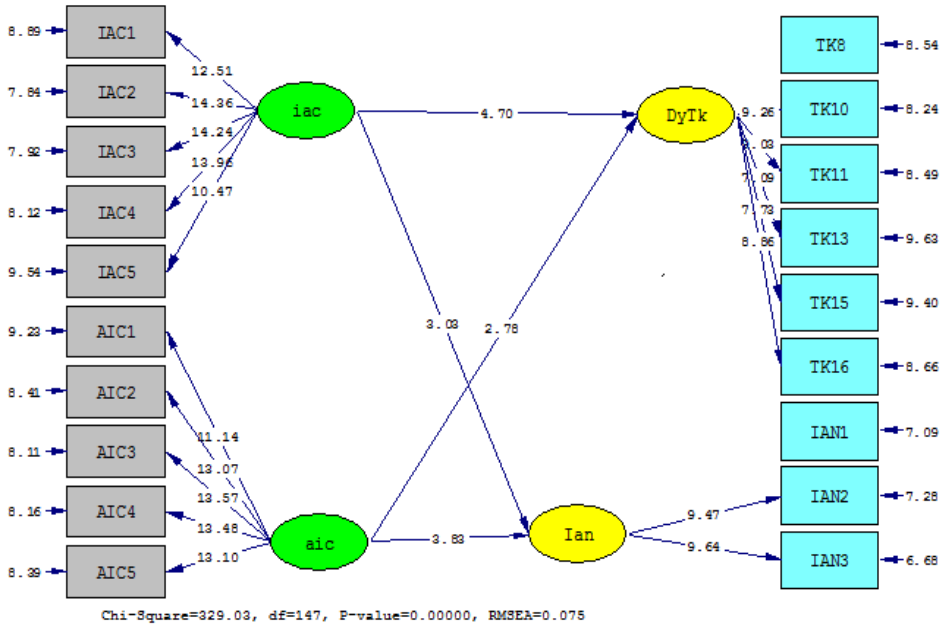 8.89 IAC1
7.84 IAC2
7.92 IAC3
8.12 IAC4
9.54 IAC5
9.23 AIC1
8.41 AIC2
8.11 AIC3
8.16 AIC4
8.39 AIC5
12.51
14.36
14.24
13.96
10.47
11.14
13.07
13.57
13.48
13.10
iac
aic
4.70
3.03
2.78
3.83
DyTk
Ian
9.26
7.09
7.73
8.86
9.47
9.64
TK8 8.54
TK10 8.24
TK11 8.49
TK13 9.63
TK15 9.40
TK16 8.66
IAN1 7.09
IAN2 7.28
IAN3 6.68
Chi-Square=329.03, df=147, P-value=0.00000, RMSEA=0.075